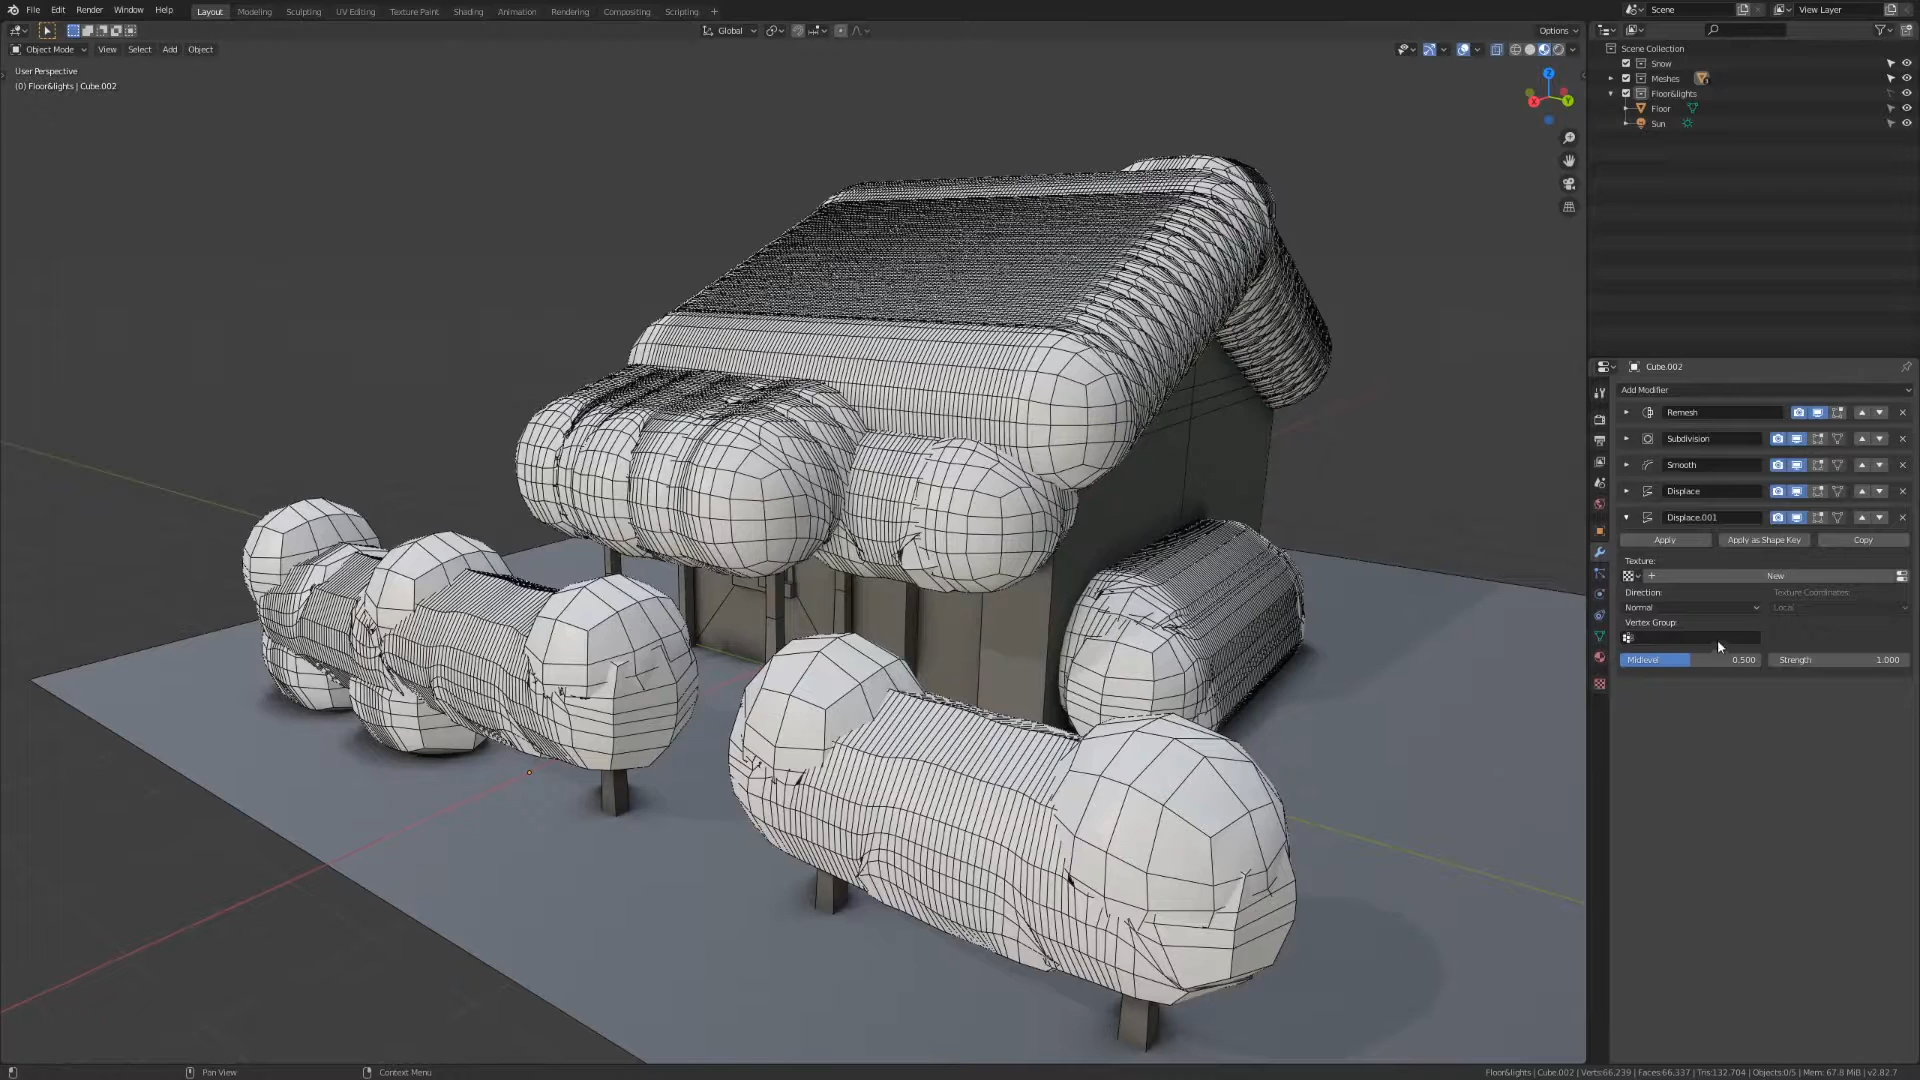 File Edit Render Window Help Layout Modeling Sculpting UV Editing Texture Paint Shading Animation Rendering Compositing Scripting + Scene View Layer
Global Options
Object Mode View Select Add Object
User Perspective
(0) Floor&lights | Cube.002
Z
X Y
Scene Collection
Snow
Meshes
Floor&lights
Floor
Sun
Cube.002
Add Modifier
Remesh
Subdivision
Smooth
Displace
Displace.001
Apply Apply as Shape Key Copy
Texture:
New
Direction: Texture Coordinates:
Normal Local
Vertex Group:
Midlevel 0.500 Strength 1.000
Pan View Context Menu Floor&lights | Cube.002 | Verts:66.239 | Faces:66.337 | Tris:132.704 | Objects:0/5 | Mem: 67.8 MiB | v2.82.7